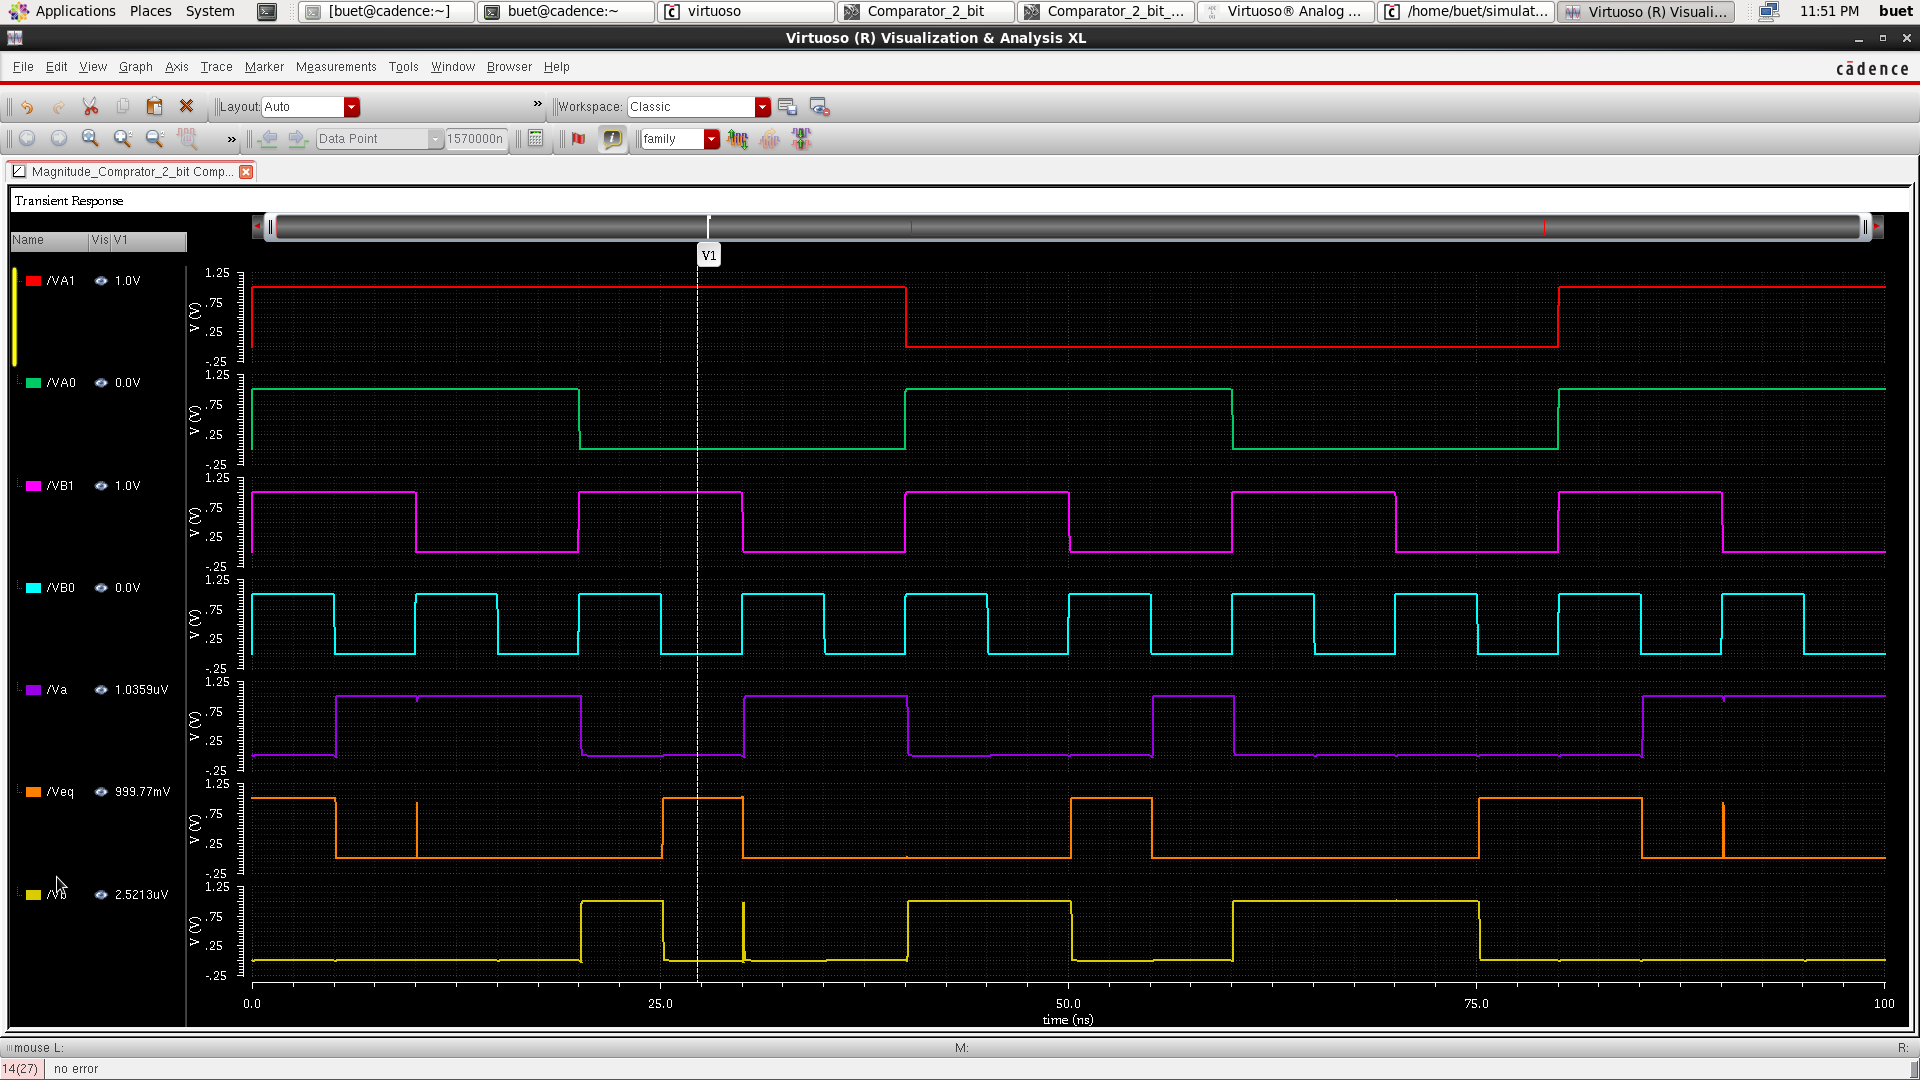 Applications Places System [buet@cadence:~] buet@cadence:~ virtuoso Comparator_2_bit Comparator_2_bit_... Virtuoso® Analog ... /home/buet/simulat... Virtuoso (R) Visuali... 11:51 PM buet
Virtuoso (R) Visualization & Analysis XL
File Edit View Graph Axis Trace Marker Measurements Tools Window Browser Help cādence
Layout: Auto » Workspace: Classic
» Data Point 1570000n family
Magnitude_Comprator_2_bit Comp...
Transient Response
Name Vis V1
V1
/VA1 1.0V
1.25
.75
.25
-.25
V (V)
/VA0 0.0V
1.25
.75
.25
-.25
V (V)
/VB1 1.0V
1.25
.75
.25
-.25
V (V)
/VB0 0.0V
1.25
.75
.25
-.25
V (V)
/Va 1.0359uV
1.25
.75
.25
-.25
V (V)
/Veq 999.77mV
1.25
.75
.25
-.25
V (V)
/Vb 2.5213uV
1.25
.75
.25
-.25
V (V)
0.0 25.0 50.0 75.0 100
time (ns)
mouse L: M: R:
14(27) no error